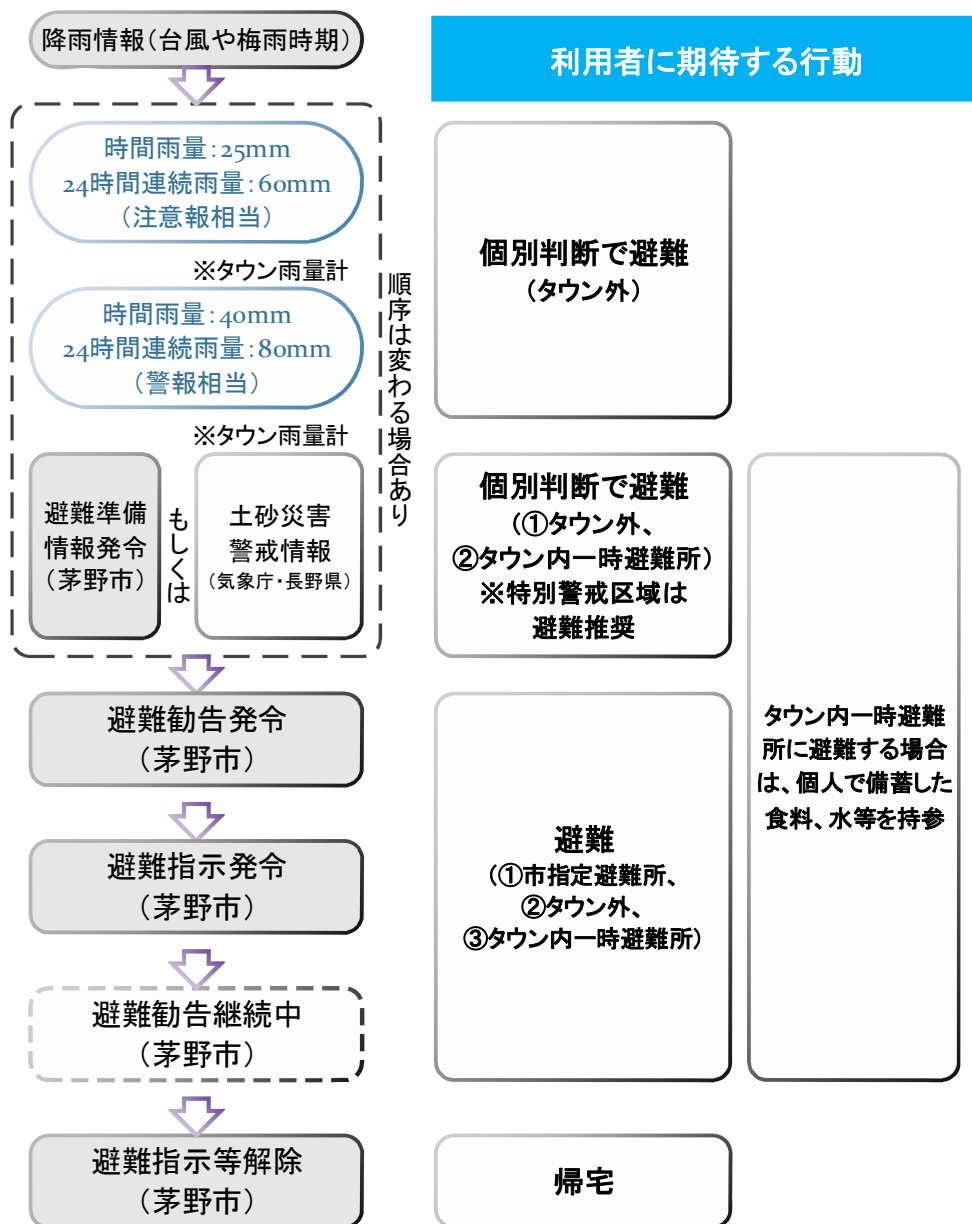 降雨情報（台風や梅雨時期）
利用者に期待する行動
時間雨量：25mm
24時間連続雨量：60mm
（注意報相当）
※タウン雨量計
時間雨量：40mm
24時間連続雨量：80mm
（警報相当）
※タウン雨量計
順序は変わる場合あり
避難準備
情報発令
（茅野市）
もしくは
土砂災害
警戒情報
（気象庁・長野県）
個別判断で避難
（タウン外）
個別判断で避難
（①タウン外、
②タウン内一時避難所）
※特別警戒区域は
避難推奨
避難勧告発令
（茅野市）
避難指示発令
（茅野市）
避難勧告継続中
（茅野市）
避難
（①市指定避難所、
②タウン外、
③タウン内一時避難所）
タウン内一時避難
所に避難する場合
は、個人で備蓄した
食料、水等を持参
避難指示等解除
（茅野市）
帰宅